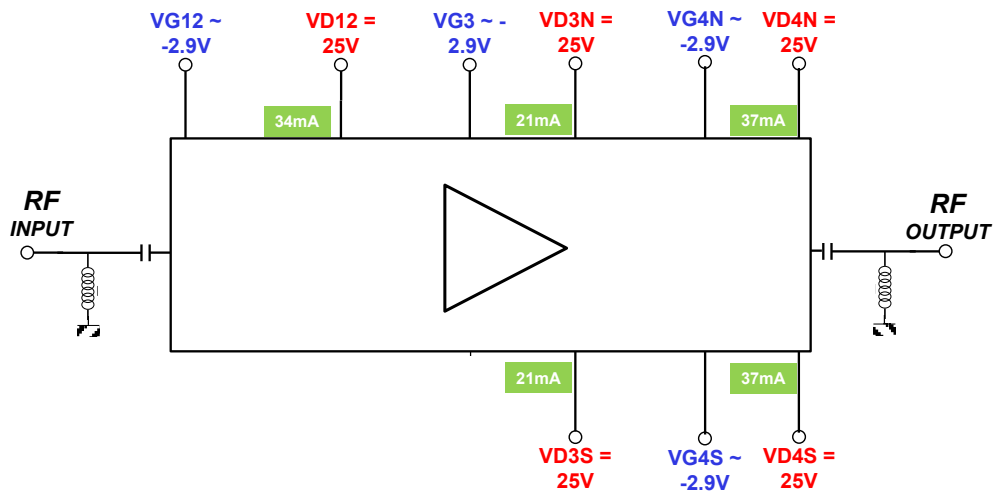 VG12 ~
-2.9V
VD12 =
25V
VG3 ~ -
2.9V
VD3N =
25V
VG4N ~
-2.9V
VD4N =
25V
34mA
21mA
37mA
RF
INPUT
RF
OUTPUT
21mA
37mA
VD3S =
25V
VG4S ~
-2.9V
VD4S =
25V